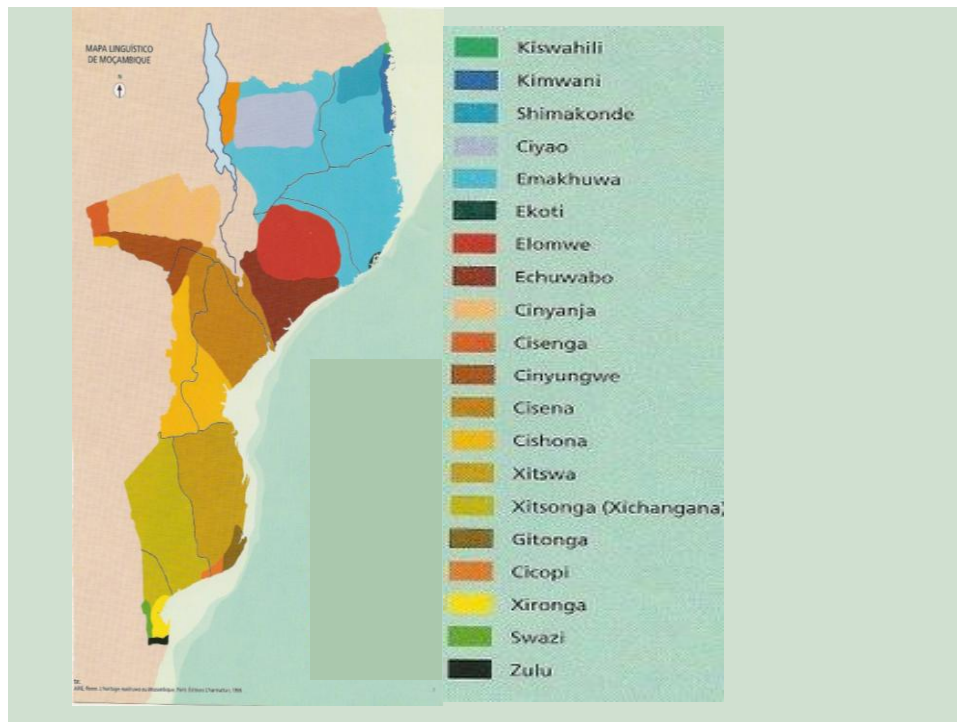 MAPA LINGUÍSTICO
DE MOÇAMBIQUE
N
Kiswahili
Kimwani
Shimakonde
Ciyao
Emakhuwa
Ekoti
Elomwe
Echuwabo
Cinyanja
Cisenga
Cinyungwe
Cisena
Cishona
Xitswa
Xitsonga (Xichangana)
Gitonga
Cicopi
Xironga
Swazi
Zulu